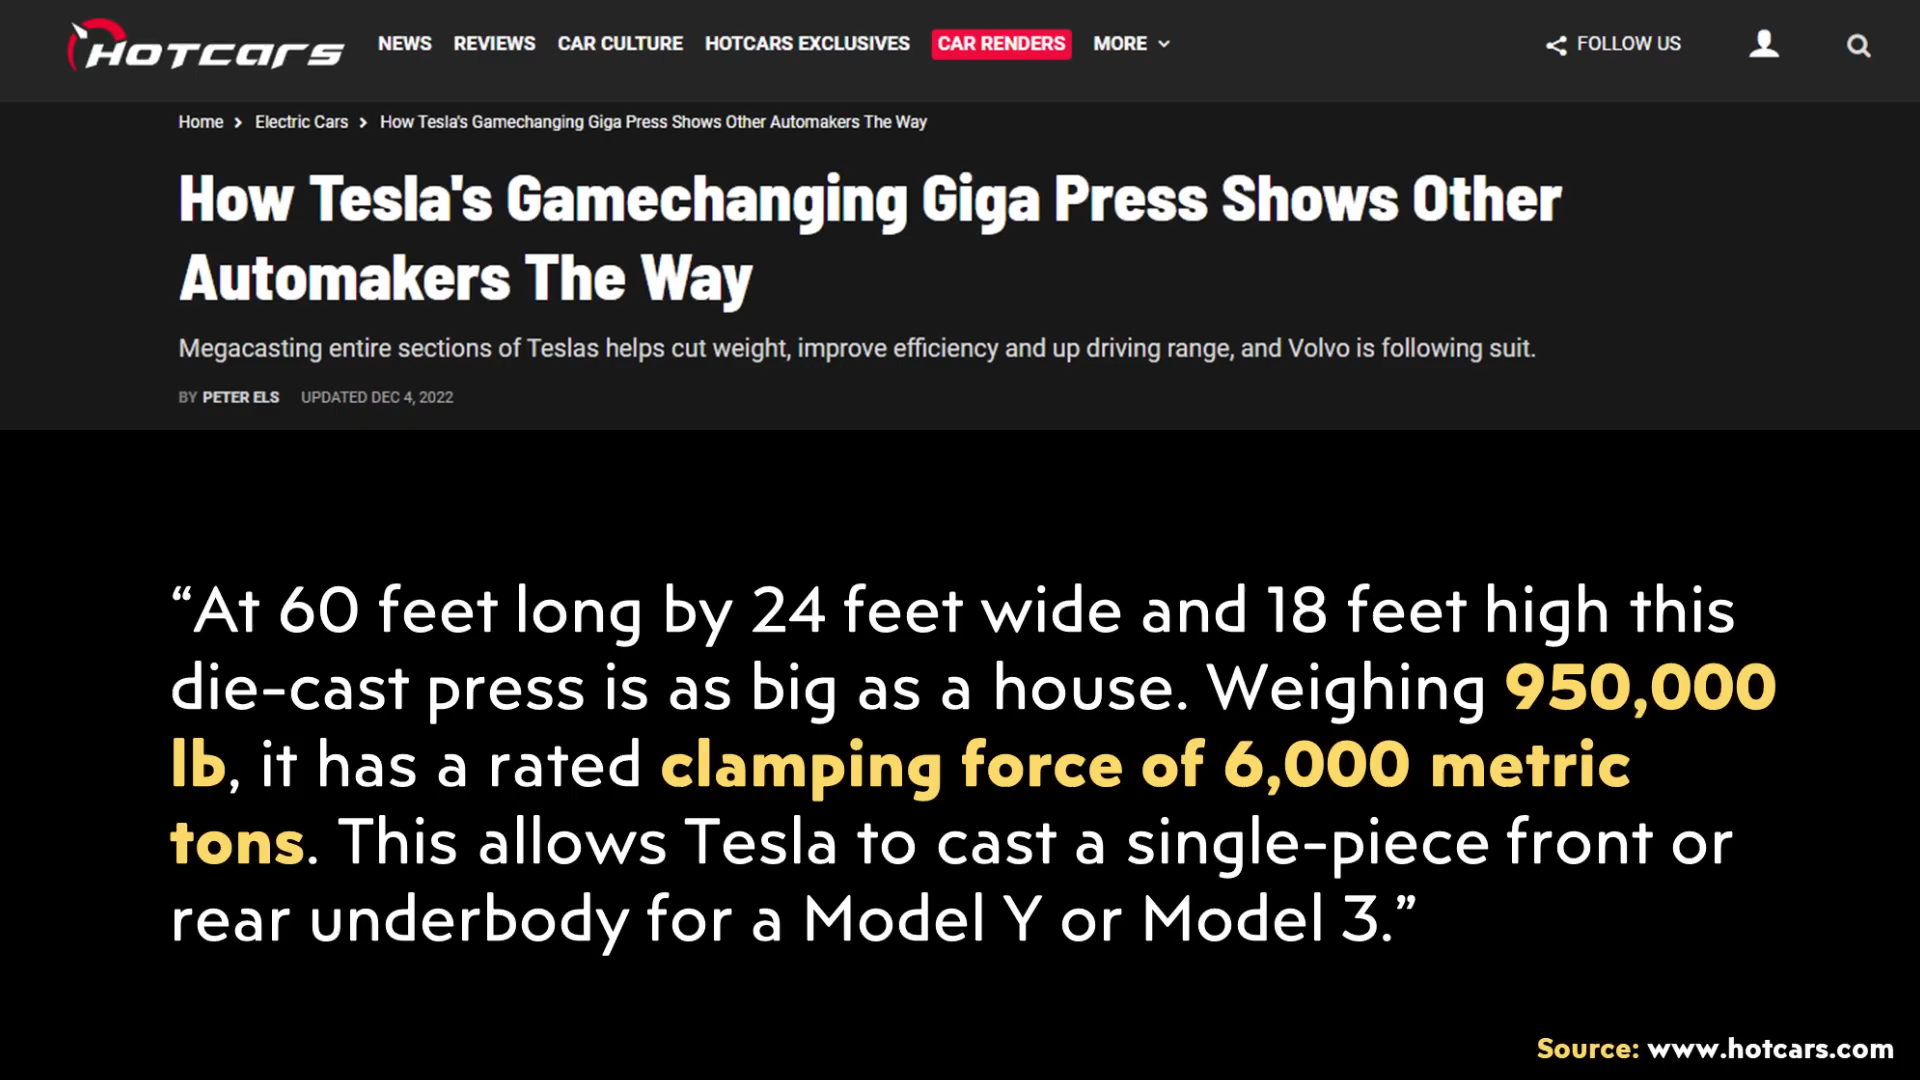 HOTCARS
NEWS REVIEWS CAR CULTURE HOTCARS EXCLUSIVES CAR RENDERS MORE FOLLOW US
Home > Electric Cars > How Tesla's Gamechanging Giga Press Shows Other Automakers The Way
How Tesla's Gamechanging Giga Press Shows Other
Automakers The Way
Megacasting entire sections of Teslas helps cut weight, improve efficiency and up driving range, and Volvo is following suit.
BY PETER ELS UPDATED DEC 4, 2022
“At 60 feet long by 24 feet wide and 18 feet high this
die-cast press is as big as a house. Weighing 950,000
lb, it has a rated clamping force of 6,000 metric
tons. This allows Tesla to cast a single-piece front or
rear underbody for a Model Y or Model 3.”
Source: www.hotcars.com